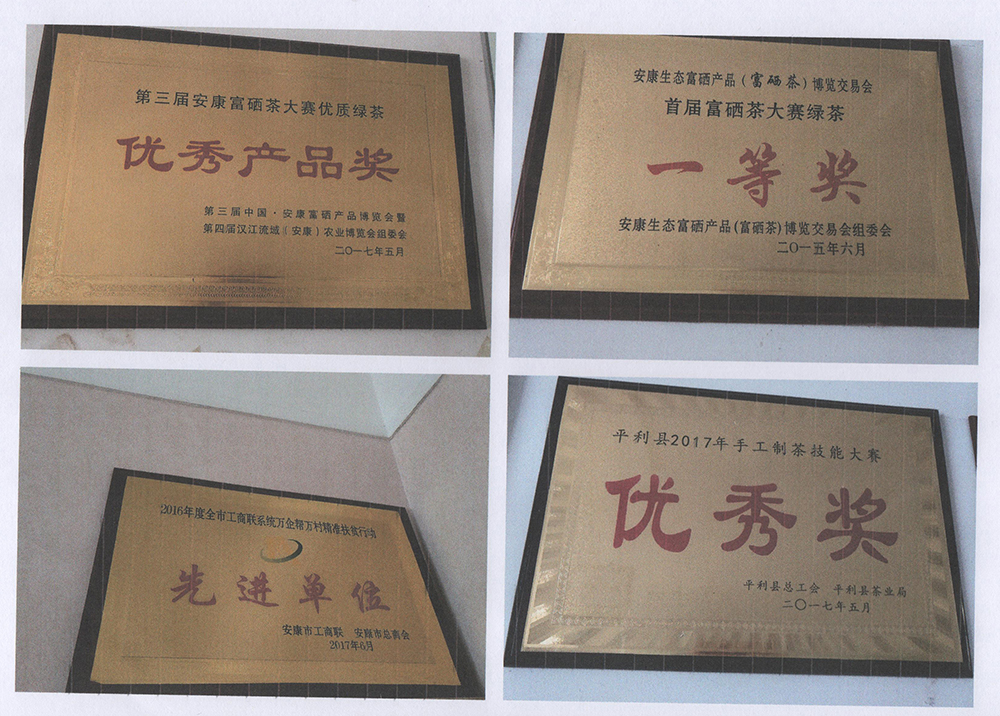 第三届安康富硒茶大赛优质绿茶
优秀产品奖
第三届中国·安康富硒产品博览会暨
第四届汉江流域（安康）农业博览会组委会
二〇一七年五月
安康生态富硒产品（富硒茶）博览交易会
首届富硒茶大赛绿茶
一等奖
安康生态富硒产品(富硒茶)博览交易会组委会
二〇一五年六月
2016年度全市工商联系统万企帮万村精准扶贫行动
先进单位
安康市工商联 安康市总商会
2017年6月
平利县2017年手工制茶技能大赛
优秀奖
平利县总工会 平利县茶业局
二〇一七年五月